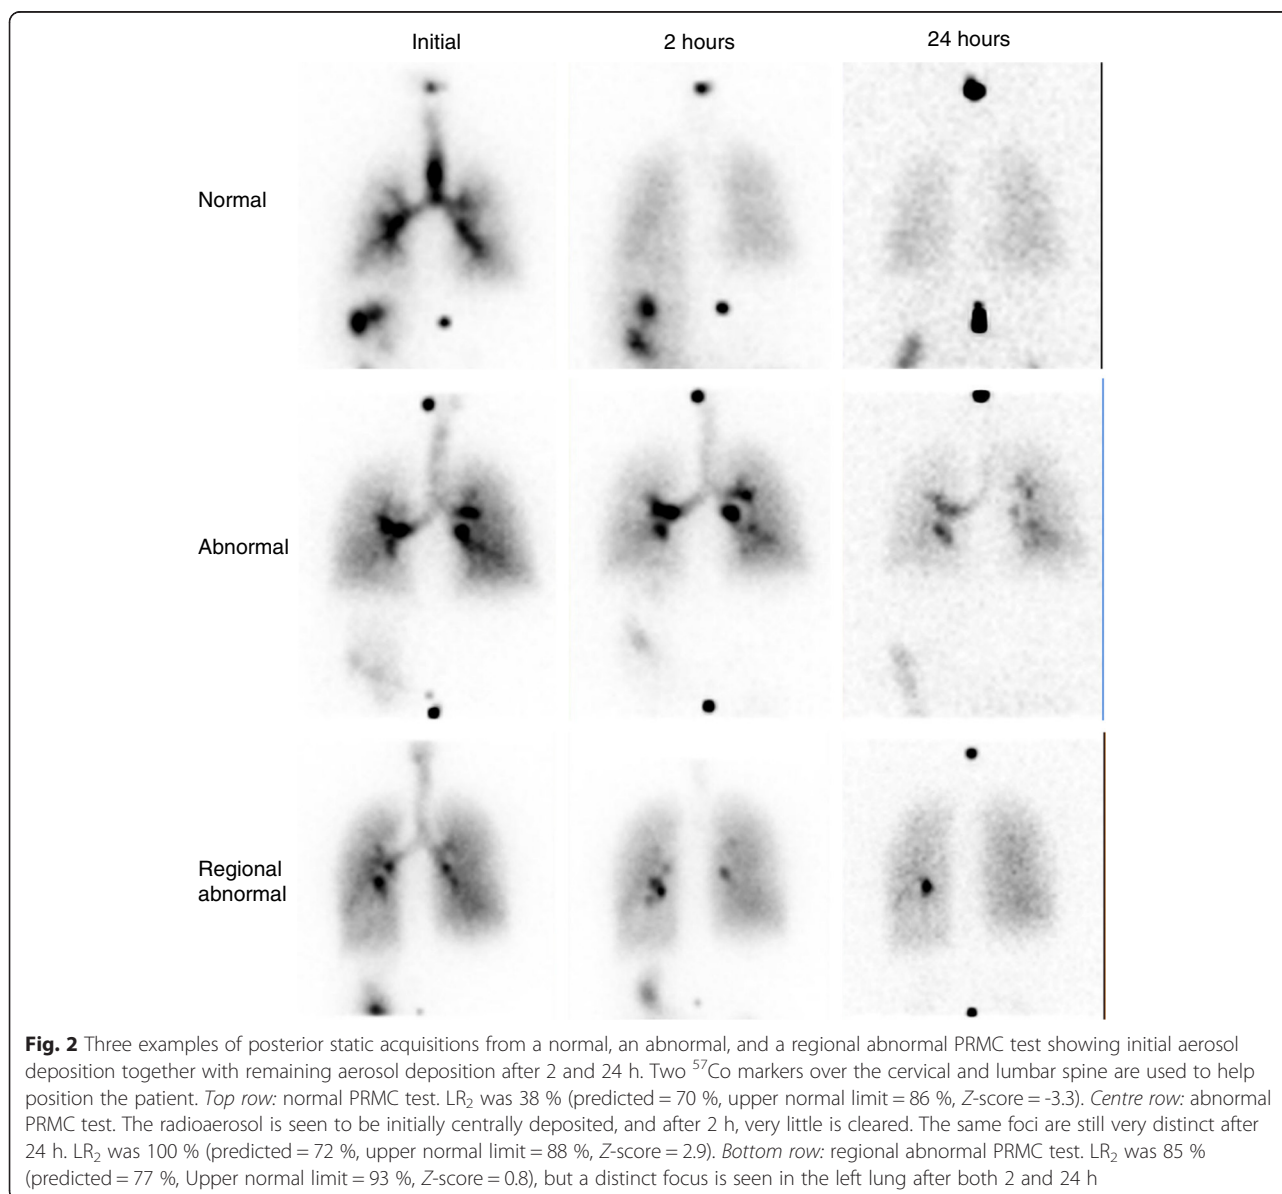 Initial 2 hours 24 hours
Normal
Abnormal
Regional
abnormal
Fig. 2 Three examples of posterior static acquisitions from a normal, an abnormal, and a regional abnormal PRMC test showing initial aerosol
deposition together with remaining aerosol deposition after 2 and 24 h. Two ⁵⁷Co markers over the cervical and lumbar spine are used to help
position the patient. Top row: normal PRMC test. LR₂ was 38 % (predicted = 70 %, upper normal limit = 86 %, Z-score = -3.3). Centre row: abnormal
PRMC test. The radioaerosol is seen to be initially centrally deposited, and after 2 h, very little is cleared. The same foci are still very distinct after
24 h. LR₂ was 100 % (predicted = 72 %, upper normal limit = 88 %, Z-score = 2.9). Bottom row: regional abnormal PRMC test. LR₂ was 85 %
(predicted = 77 %, Upper normal limit = 93 %, Z-score = 0.8), but a distinct focus is seen in the left lung after both 2 and 24 h